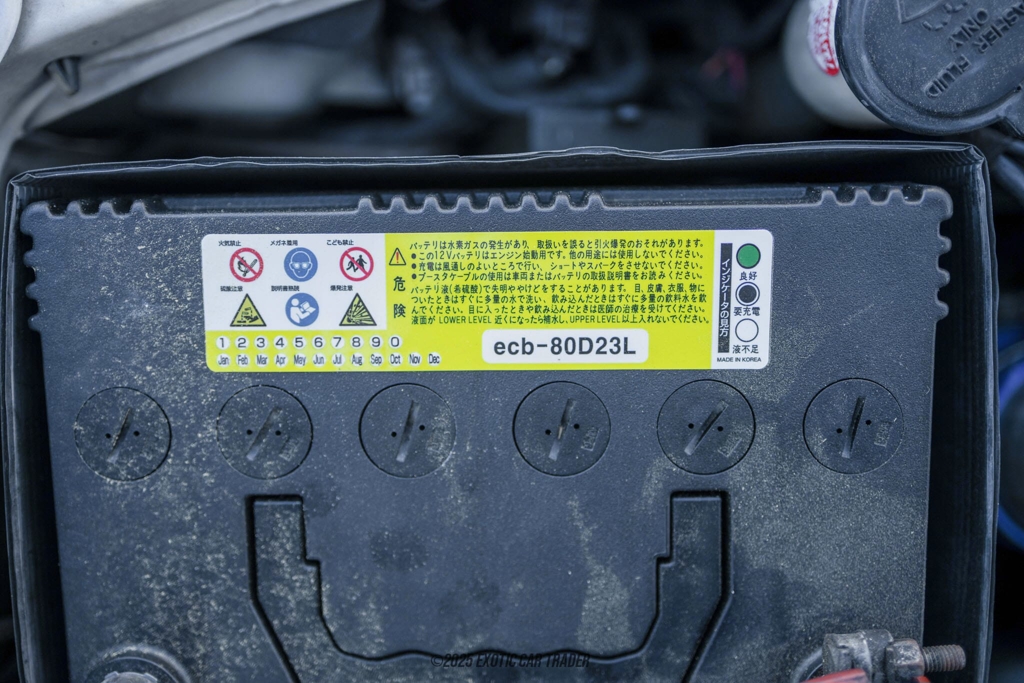 WASHER FLUID
ONLY
火気禁止 メガネ着用 こども禁止
硫酸注意 説明書熟読 爆発注意
1 2 3 4 5 6 7 8 9 0
Jan Feb Mar Apr May Jun Jul Aug Sep Oct Nov Dec
危険
バッテリは水素ガスの発生があり、取扱いを誤ると引火爆発のおそれがあります。
●この12Vバッテリはエンジン始動用です。他の用途には使用しないでください。
●充電は風通しのよいところで行い、ショートやスパークをさせないでください。
●ブースタケーブルの使用は車両またはバッテリの取扱説明書をお読みください。
バッテリ液(希硫酸)で失明ややけどをすることがあります。目、皮膚、衣服、物に
ついたときはすぐに多量の水で洗い、飲み込んだときはすぐに多量の飲料水を飲
んでください。目に入ったときや飲み込んだときは医師の治療を受けてください。
液面が LOWER LEVEL 近くになったら補水し、UPPER LEVEL 以上入れないでください。
ecb-80D23L
インジケータの見方
良好
要充電
液不足
MADE IN KOREA
©2025 EXOTIC CAR TRADER